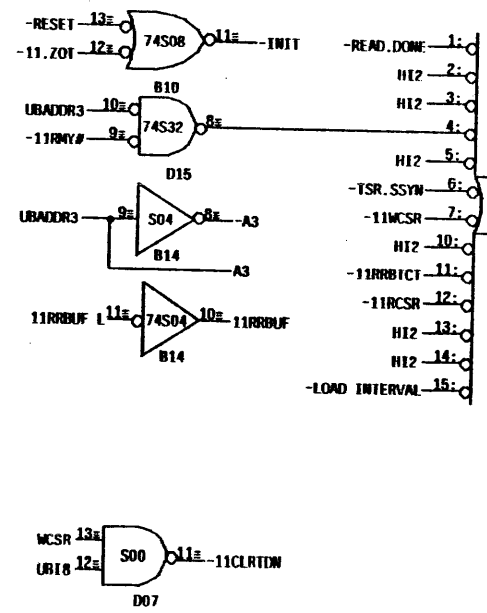 -RESET 13
-11.ZOT 12
74S08
11 -INIT
B10
UBADDR3 10
-11RMY# 9
74S32
8
D15
UBADDR3
9
S04
8 -A3
B14
A3
11RRBUF L 11
74S04
10 11RRBUF
B14
-READ.DONE 1:
HI2 2:
HI2 3:
4:
HI2 5:
-TSR.SSYN 6:
-11WCSR 7:
HI2 10:
-11RRBTCT 11:
-11RCSR 12:
HI2 13:
HI2 14:
-LOAD INTERVAL 15:
WCSR 13
UBI8 12
S00
11 -11CLRTDN
D07